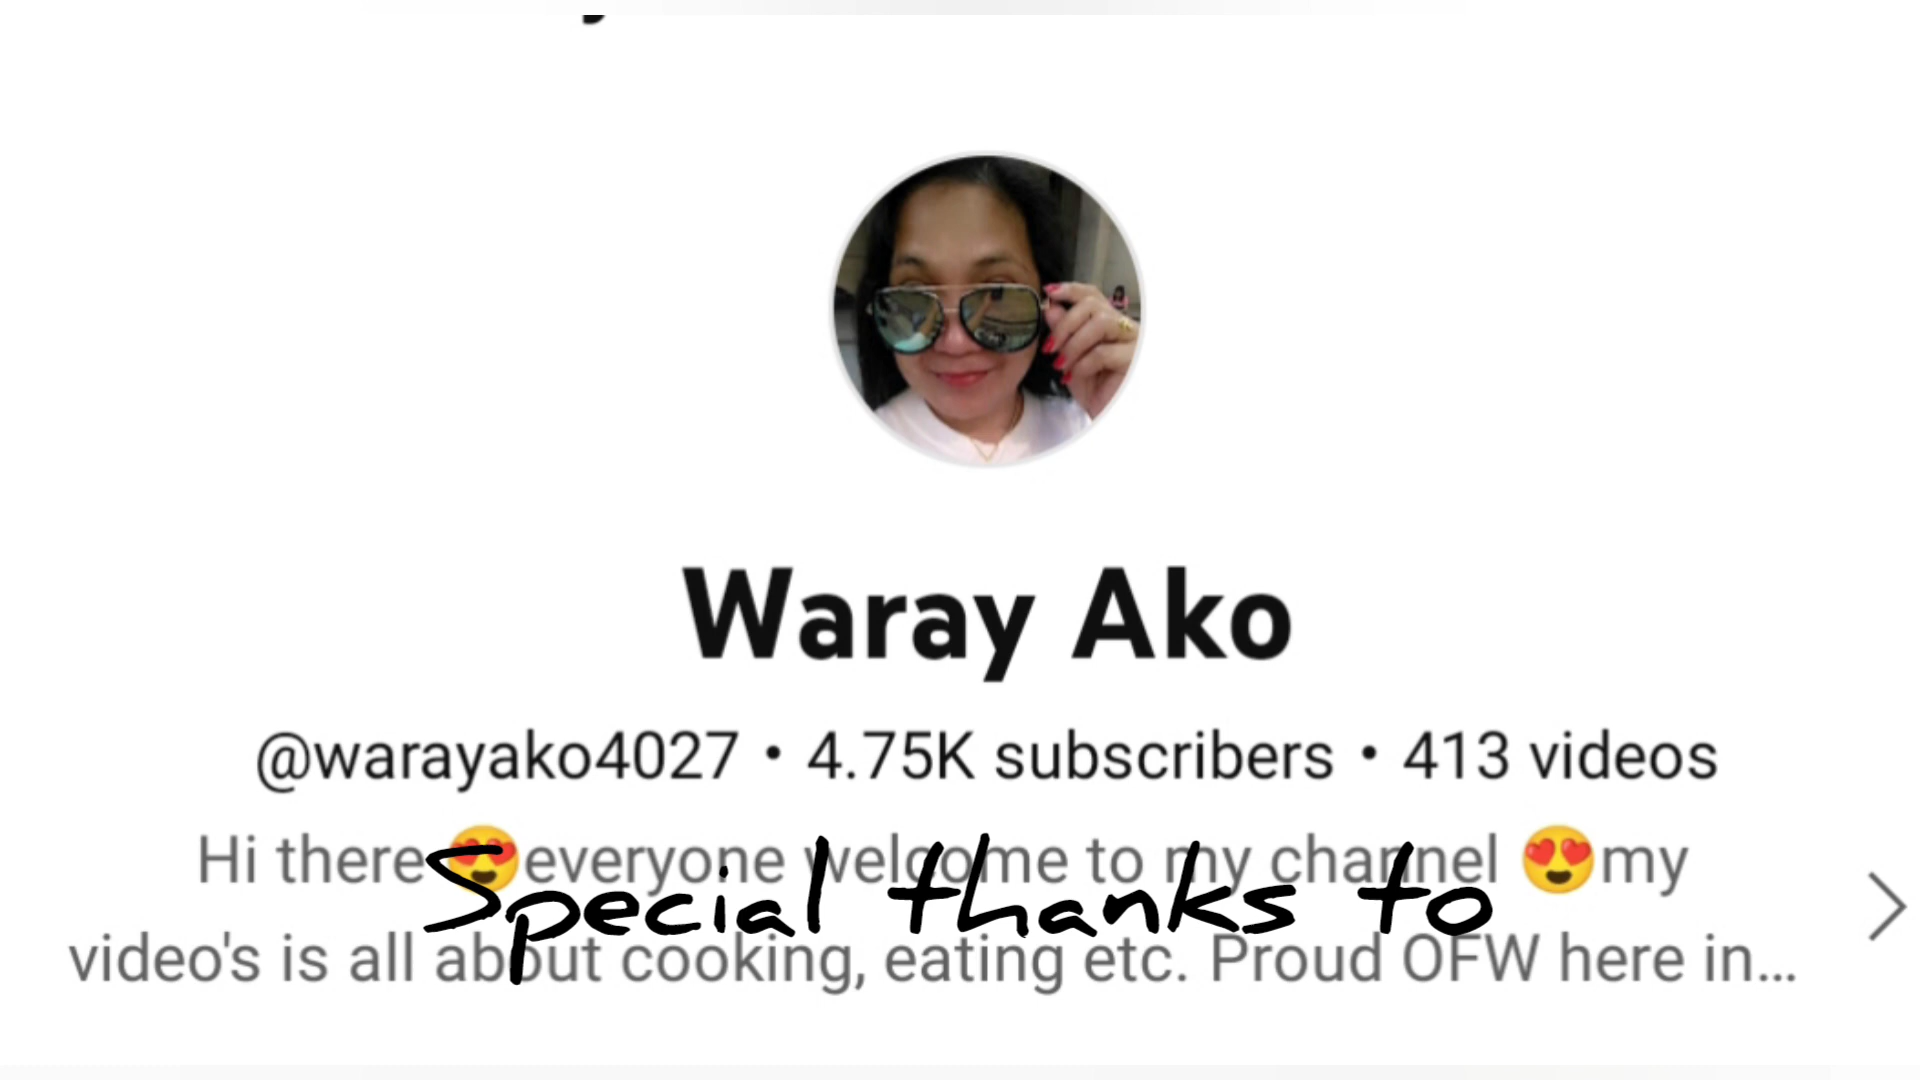 Waray Ako
@warayako4027 • 4.75K subscribers • 413 videos
Hi there 😍everyone welcome to my channel 😍my
Special thanks to
video's is all about cooking, eating etc. Proud OFW here in...